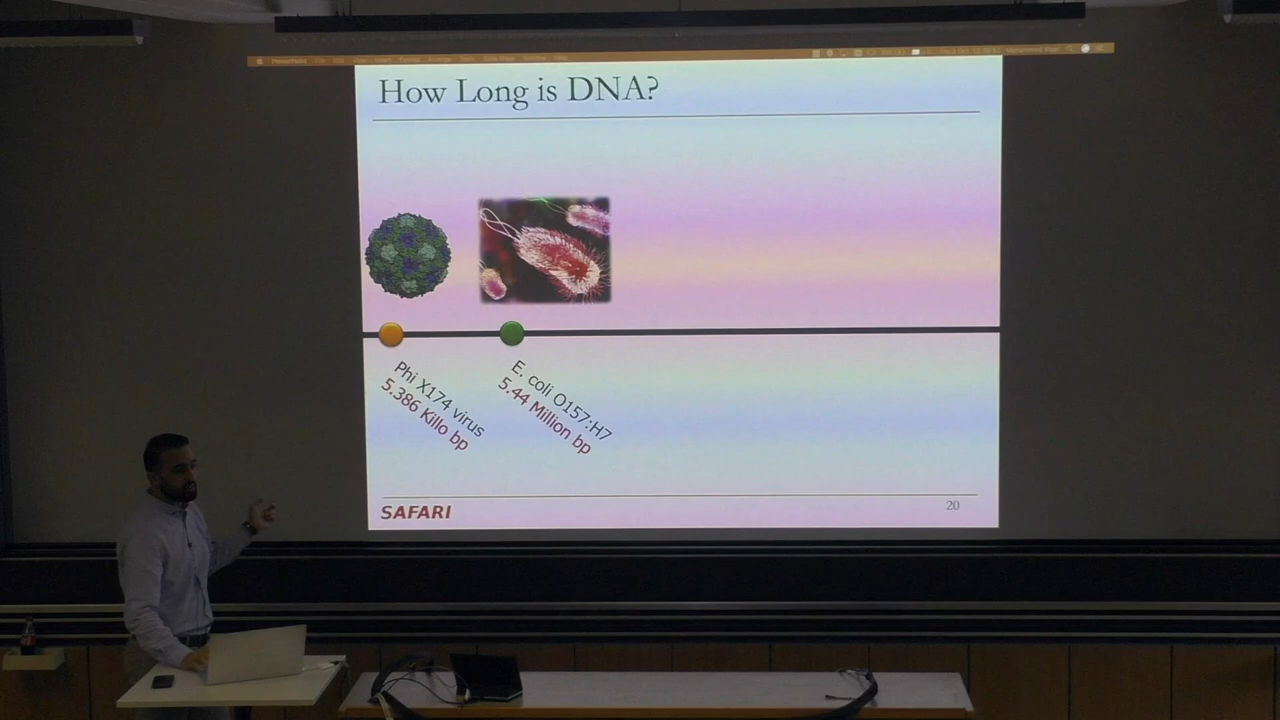 PowerPoint
How Long is DNA?
Phi X174 virus
5.386 Killo bp
E. coli O157:H7
5.44 Million bp
SAFARI
20